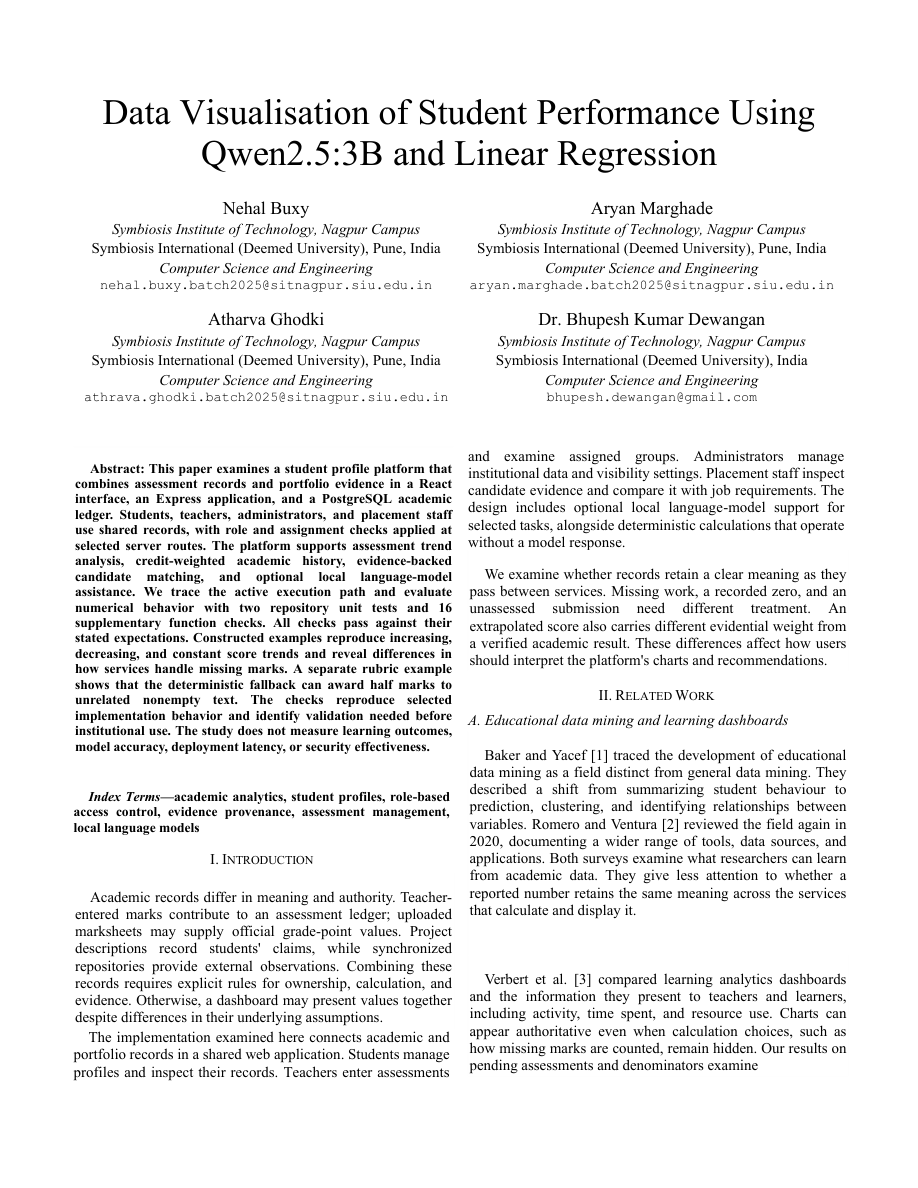 Data Visualisation of Student Performance Using
Qwen2.5:3B and Linear Regression
Nehal Buxy
Symbiosis Institute of Technology, Nagpur Campus
Symbiosis International (Deemed University), Pune, India
Computer Science and Engineering
nehal.buxy.batch2025@sitnagpur.siu.edu.in
Aryan Marghade
Symbiosis Institute of Technology, Nagpur Campus
Symbiosis International (Deemed University), Pune, India
Computer Science and Engineering
aryan.marghade.batch2025@sitnagpur.siu.edu.in
Atharva Ghodki
Symbiosis Institute of Technology, Nagpur Campus
Symbiosis International (Deemed University), Pune, India
Computer Science and Engineering
athrava.ghodki.batch2025@sitnagpur.siu.edu.in
Dr. Bhupesh Kumar Dewangan
Symbiosis Institute of Technology, Nagpur Campus
Symbiosis International (Deemed University), India
Computer Science and Engineering
bhupesh.dewangan@gmail.com
Abstract: This paper examines a student profile platform that
combines assessment records and portfolio evidence in a React
interface, an Express application, and a PostgreSQL academic
ledger. Students, teachers, administrators, and placement staff
use shared records, with role and assignment checks applied at
selected server routes. The platform supports assessment trend
analysis, credit-weighted academic history, evidence-backed
candidate matching, and optional local language-model
assistance. We trace the active execution path and evaluate
numerical behavior with two repository unit tests and 16
supplementary function checks. All checks pass against their
stated expectations. Constructed examples reproduce increasing,
decreasing, and constant score trends and reveal differences in
how services handle missing marks. A separate rubric example
shows that the deterministic fallback can award half marks to
unrelated nonempty text. The checks reproduce selected
implementation behavior and identify validation needed before
institutional use. The study does not measure learning outcomes,
model accuracy, deployment latency, or security effectiveness.
Index Terms—academic analytics, student profiles, role-based
access control, evidence provenance, assessment management,
local language models
I. INTRODUCTION
Academic records differ in meaning and authority. Teacher-
entered marks contribute to an assessment ledger; uploaded
marksheets may supply official grade-point values. Project
descriptions record students' claims, while synchronized
repositories provide external observations. Combining these
records requires explicit rules for ownership, calculation, and
evidence. Otherwise, a dashboard may present values together
despite differences in their underlying assumptions.
The implementation examined here connects academic and
portfolio records in a shared web application. Students manage
profiles and inspect their records. Teachers enter assessments
and examine assigned groups. Administrators manage
institutional data and visibility settings. Placement staff inspect
candidate evidence and compare it with job requirements. The
design includes optional local language-model support for
selected tasks, alongside deterministic calculations that operate
without a model response.
We examine whether records retain a clear meaning as they
pass between services. Missing work, a recorded zero, and an
unassessed submission need different treatment. An
extrapolated score also carries different evidential weight from
a verified academic result. These differences affect how users
should interpret the platform's charts and recommendations.
II. RELATED WORK
A. Educational data mining and learning dashboards
Baker and Yacef [1] traced the development of educational
data mining as a field distinct from general data mining. They
described a shift from summarizing student behaviour to
prediction, clustering, and identifying relationships between
variables. Romero and Ventura [2] reviewed the field again in
2020, documenting a wider range of tools, data sources, and
applications. Both surveys examine what researchers can learn
from academic data. They give less attention to whether a
reported number retains the same meaning across the services
that calculate and display it.
Verbert et al. [3] compared learning analytics dashboards
and the information they present to teachers and learners,
including activity, time spent, and resource use. Charts can
appear authoritative even when calculation choices, such as
how missing marks are counted, remain hidden. Our results on
pending assessments and denominators examine